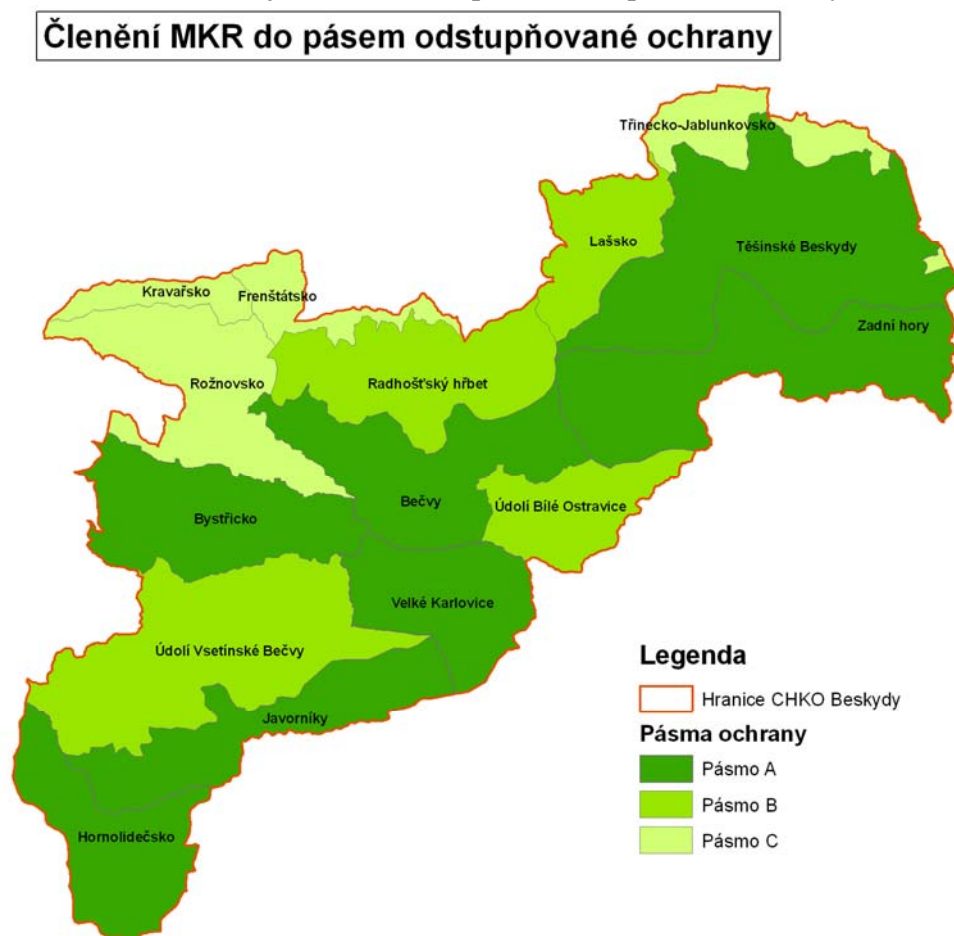 Členění MKR do pásem odstupňované ochrany
Třinecko-Jablunkovsko
Lašsko
Těšínské Beskydy
Kravařsko
Frenštátsko
Zadní hory
Rožnovsko
Radhošťský hřbet
Bečvy
Údolí Bílé Ostravice
Bystřicko
Velké Karlovice
Údolí Vsetínské Bečvy
Javorníky
Hornolidečsko
Legenda
Hranice CHKO Beskydy
Pásma ochrany
Pásmo A
Pásmo B
Pásmo C